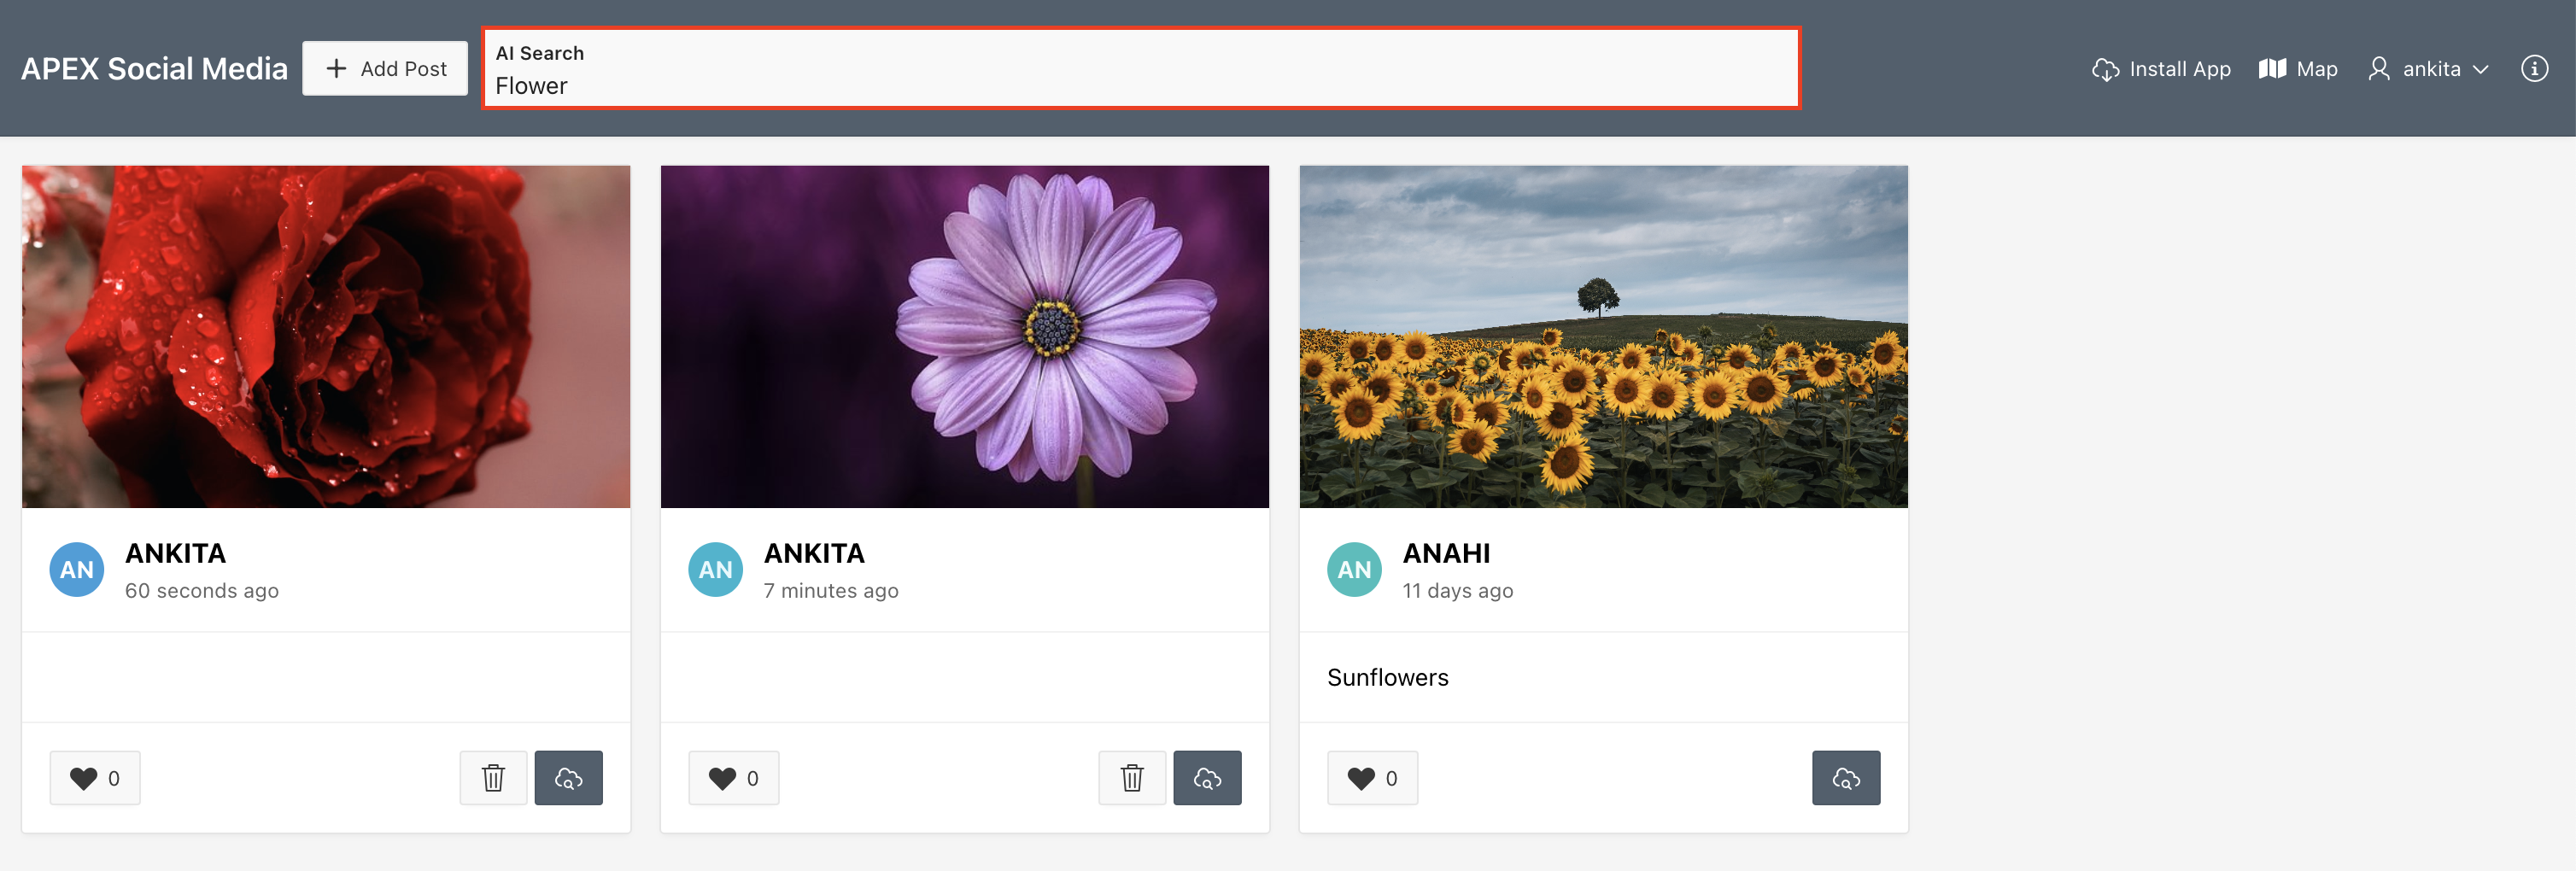 APEX Social Media
Add Post
AI Search
Flower
Install App
Map
ankita
AN
ANKITA
60 seconds ago
0
AN
ANKITA
7 minutes ago
0
AN
ANAHI
11 days ago
Sunflowers
0